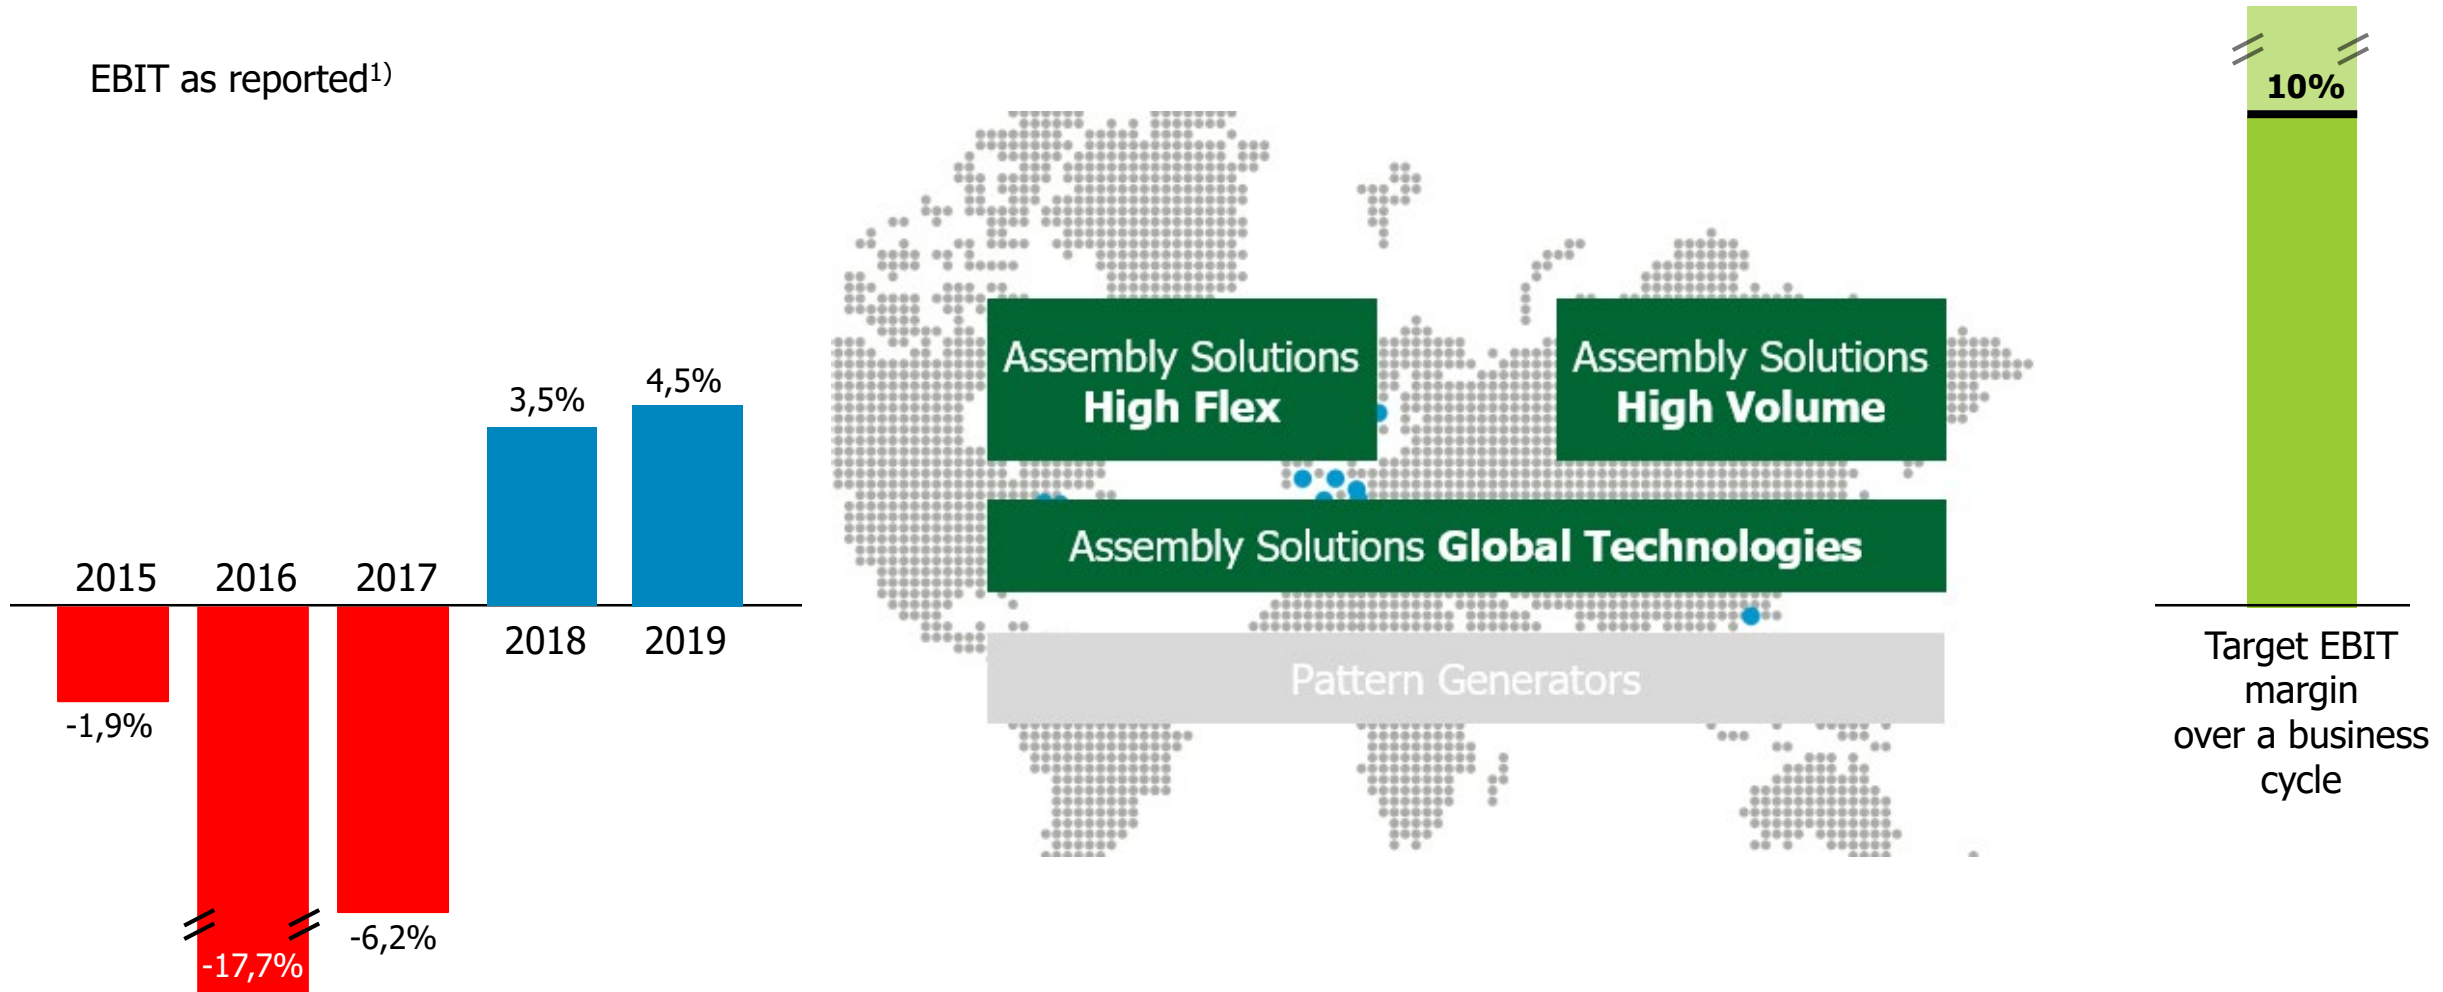 EBIT as reported1)
10%
3,5%
4,5%
2015
2016
2017
2018
2019
-1,9%
-17,7%
-6,2%
Assembly Solutions
High Flex
Assembly Solutions
High Volume
Assembly Solutions Global Technologies
Pattern Generators
Target EBIT
margin
over a business
cycle